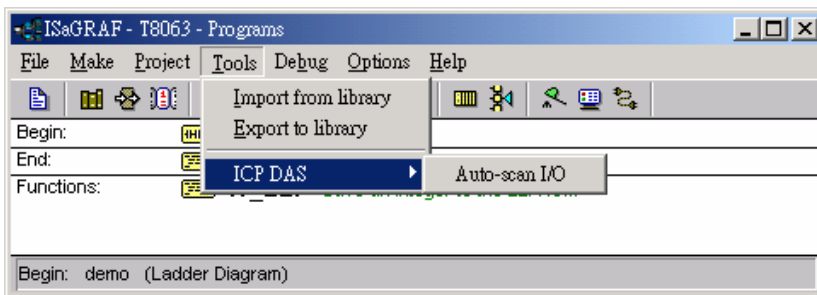 ISaGRAF - T8063 - Programs
File Make Project Tools Debug Options Help
Import from library
Export to library
ICP DAS
Auto-scan I/O
Begin:
End:
Functions:
Begin: demo (Ladder Diagram)